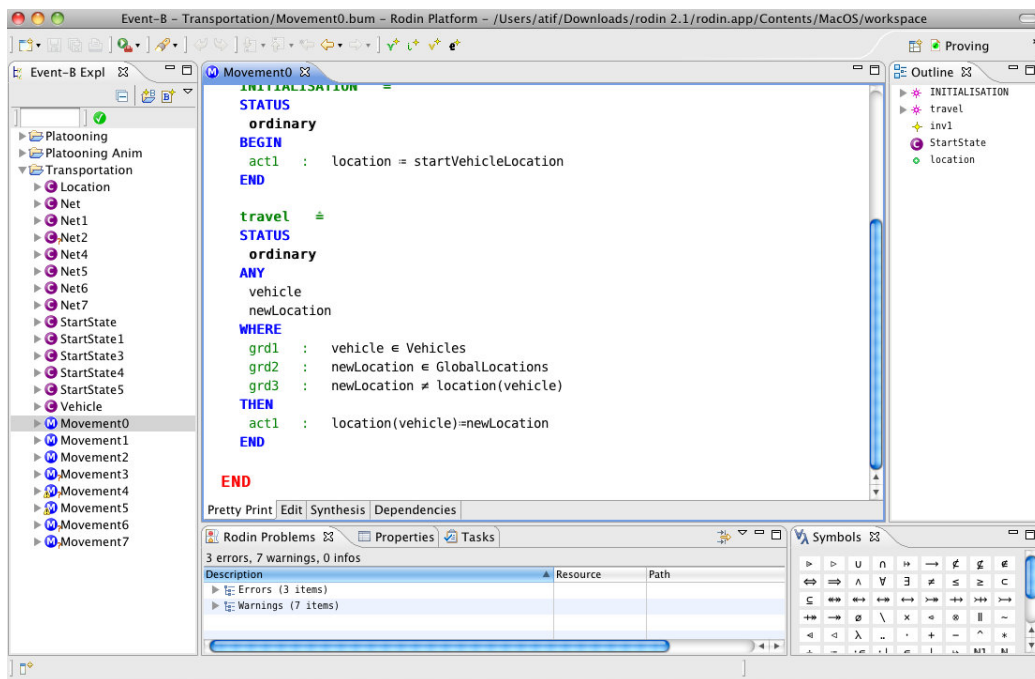 Event-B – Transportation/Movement0.bum – Rodin Platform – /Users/atif/Downloads/rodin 2.1/rodin.app/Contents/MacOS/workspace
Proving
Event-B Expl
Platooning
Platooning Anim
Transportation
Location
Net
Net1
Net2
Net4
Net5
Net6
Net7
StartState
StartState1
StartState3
StartState4
StartState5
Vehicle
Movement0
Movement1
Movement2
Movement3
Movement4
Movement5
Movement6
Movement7
Movement0
INITIALISATION ≙
STATUS
ordinary
BEGIN
act1 : location ≔ startVehicleLocation
END
travel ≙
STATUS
ordinary
ANY
vehicle
newLocation
WHERE
grd1 : vehicle ∈ Vehicles
grd2 : newLocation ∈ GlobalLocations
grd3 : newLocation ≠ location(vehicle)
THEN
act1 : location(vehicle)≔newLocation
END
END
Pretty Print Edit Synthesis Dependencies
Outline
INITIALISATION
travel
inv1
StartState
location
Rodin Problems Properties Tasks
3 errors, 7 warnings, 0 infos
Description Resource Path
Errors (3 items)
Warnings (7 items)
Symbols
⊳ ▷ ∪ ∩ ↦ → ⊄ ⊈ ∉
⇔ ⇒ ∧ ∀ ∃ ≠ ≤ ≥ ⊂